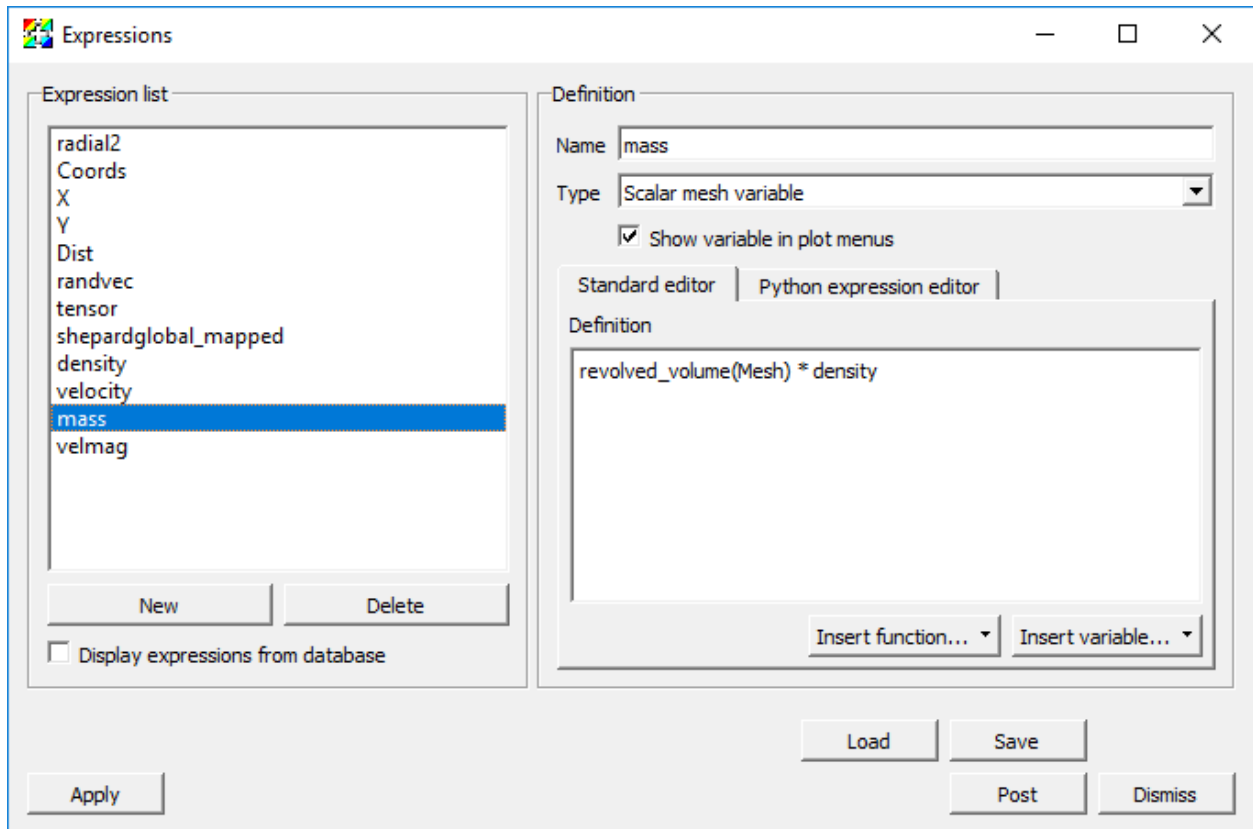 Expressions
Expression list
radial2
Coords
X
Y
Dist
randvec
tensor
shepardglobal_mapped
density
velocity
mass
velmag
New
Delete
Display expressions from database
Definition
Name mass
Type Scalar mesh variable
Show variable in plot menus
Standard editor
Python expression editor
Definition
revolved_volume(Mesh) * density
Insert function...
Insert variable...
Load
Save
Apply
Post
Dismiss